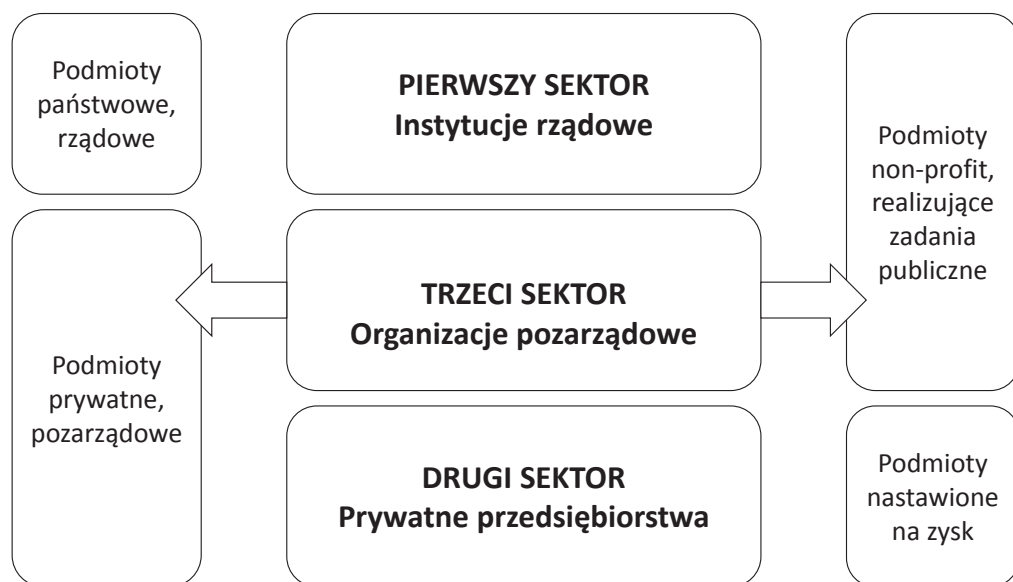 Podmioty
państwowe,
rządowe
PIERWSZY SEKTOR
Instytucje rządowe
Podmioty
non-profit,
realizujące
zadania
publiczne
TRZECI SEKTOR
Organizacje pozarządowe
Podmioty
prywatne,
pozarządowe
DRUGI SEKTOR
Prywatne przedsiębiorstwa
Podmioty
nastawione
na zysk